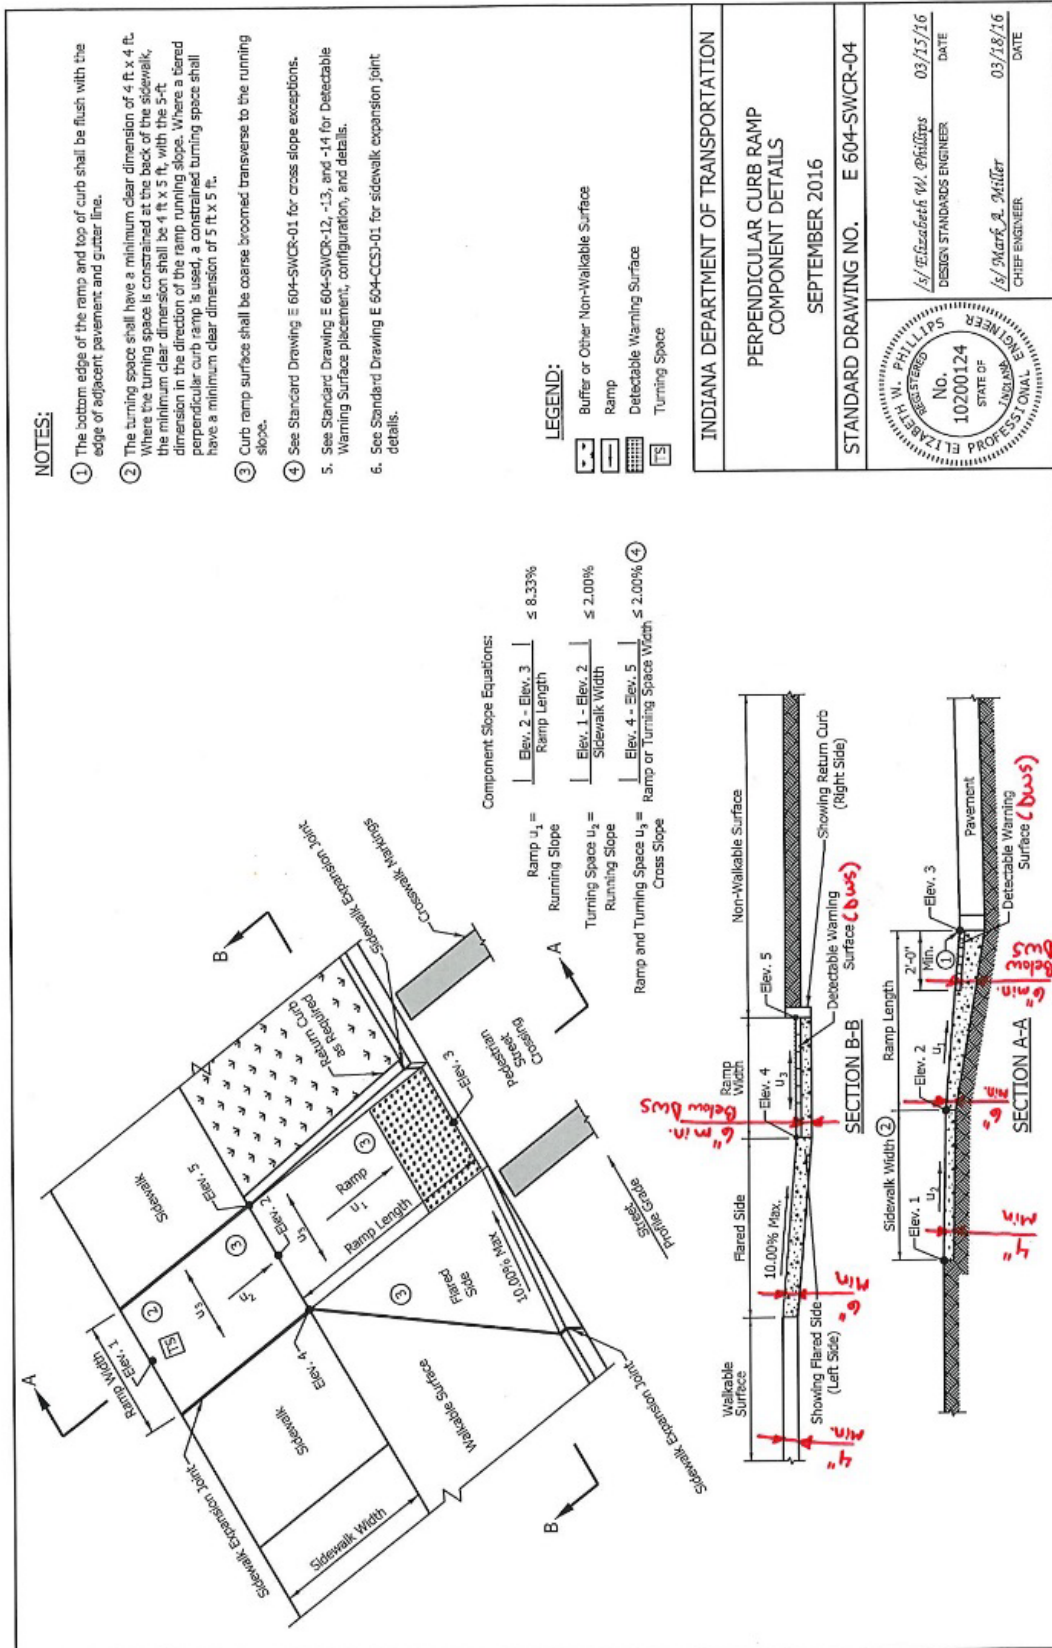 NOTES:
① The bottom edge of the ramp and top of curb shall be flush with the
edge of adjacent pavement and gutter line.
② The turning space shall have a minimum clear dimension of 4 ft x 4 ft.
Where the turning space is constrained at the back of the sidewalk,
the minimum clear dimension shall be 4 ft x 5 ft, with the 5-ft
dimension in the direction of the ramp running slope. Where a tiered
perpendicular curb ramp is used, a constrained turning space shall
have a minimum clear dimension of 5 ft x 5 ft.
③ Curb ramp surface shall be coarse broomed transverse to the running
slope.
④ See Standard Drawing E 604-SWCR-01 for cross slope exceptions.
5. See Standard Drawing E 604-SWCR-12, -13, and -14 for Detectable
Warning Surface placement, configuration, and details.
6. See Standard Drawing E 604-CCSJ-01 for sidewalk expansion joint
details.
LEGEND:
Buffer or Other Non-Walkable Surface
Ramp
Detectable Warning Surface
TS Turning Space
A
Ramp Width
Elev. 1
TS
②
u₃
u₂
③
Sidewalk
Elev. 5
Elev. 2
u₃
Return Curb
as Required
B
Sidewalk Expansion Joint
Crosswalk Markings
Sidewalk Expansion Joint
Sidewalk
Elev. 4
Ramp
u₁
③
Ramp Length
Elev. 3
Pedestrian
Street
Crossing
A
Sidewalk Width
Walkable Surface
Flared
Side
③
10.00% Max
Street
Profile Grade
B
Sidewalk Expansion Joint
Component Slope Equations:
Ramp u₁ = | Elev. 2 - Elev. 3 | ≤ 8.33%
Running Slope Ramp Length
Turning Space u₂ = | Elev. 1 - Elev. 2 | ≤ 2.00%
Running Slope Sidewalk Width
Ramp and Turning Space u₃ = | Elev. 4 - Elev. 5 | ≤ 2.00% ④
Cross Slope Ramp or Turning Space Width
Walkable
Surface
Flared Side
Ramp
Width
Non-Walkable Surface
10.00% Max.
Elev. 4
u₃
Elev. 5
4" Min.
6" Min
6" min.
Below DWS
Showing Flared Side
(Left Side)
Detectable Warning
Surface (DWS)
Showing Return Curb
(Right Side)
SECTION B-B
Sidewalk Width ②
Ramp Length
Elev. 1
u₂
Elev. 2
u₁
2'-0"
Min.
①
Elev. 3
Pavement
4" Min
6" Min.
6" min.
Below DWS
Detectable Warning
Surface (DWS)
SECTION A-A
INDIANA DEPARTMENT OF TRANSPORTATION
PERPENDICULAR CURB RAMP
COMPONENT DETAILS
SEPTEMBER 2016
STANDARD DRAWING NO. E 604-SWCR-04
ELIZABETH W. PHILLIPS
REGISTERED
No.
10200124
STATE OF
INDIANA
PROFESSIONAL ENGINEER
/s/ Elizabeth W. Phillips 03/15/16
DESIGN STANDARDS ENGINEER DATE
/s/ Mark A. Miller 03/18/16
CHIEF ENGINEER DATE